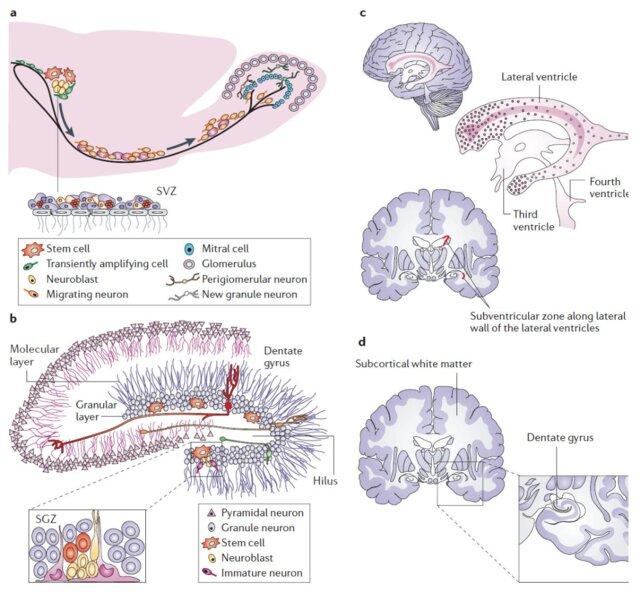 a
SVZ
Stem cell
Transiently amplifying cell
Neuroblast
Migrating neuron
Mitral cell
Glomerulus
Perigiomerular neuron
New granule neuron
b
Molecular
layer
Dentate
gyrus
Granular
layer
Hilus
SGZ
Pyramidal neuron
Granule neuron
Stem cell
Neuroblast
Immature neuron
c
Lateral ventricle
Fourth
ventricle
Third
ventricle
Subventricular zone along lateral
wall of the lateral ventricles
d
Subcortical white matter
Dentate gyrus